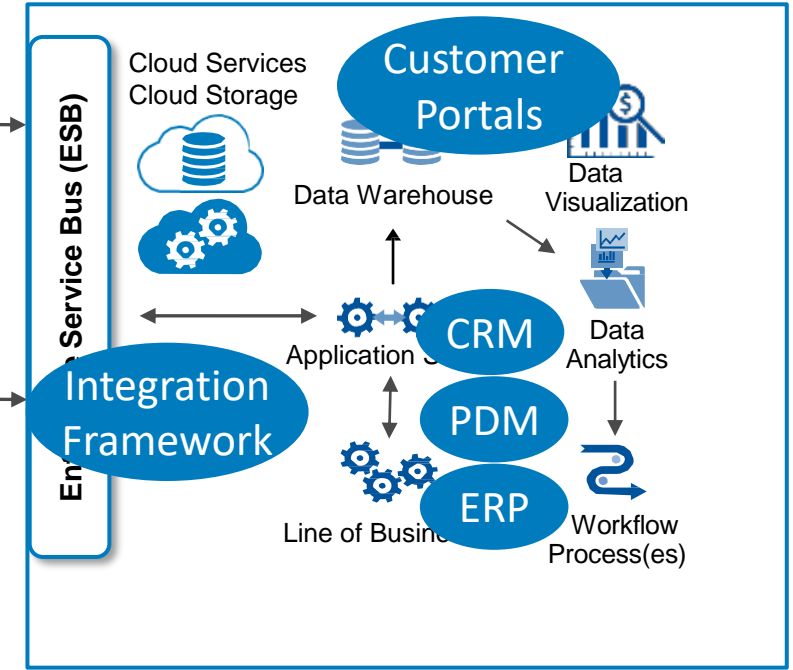 Service Bus (ESB)
Cloud Services
Cloud Storage
Customer
Portals
Data Warehouse
Data
Visualization
Application
CRM
Data
Analytics
Integration
Framework
PDM
ERP
Line of
Workflow
Process(es)